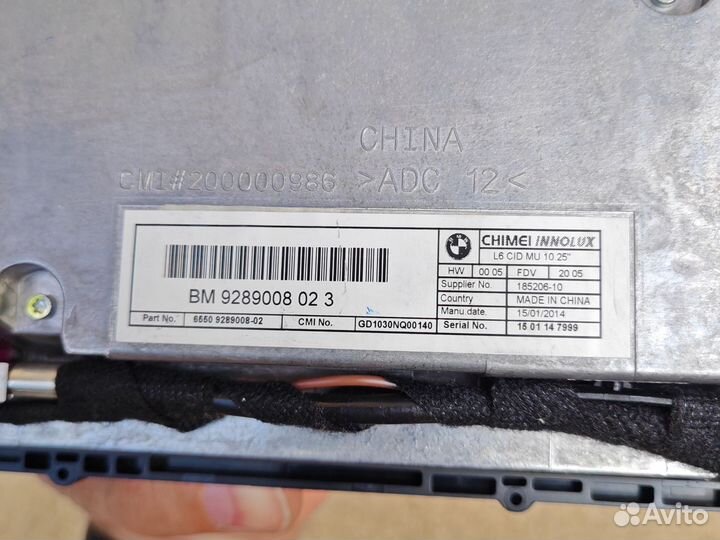 CHINA
CMI#200000986 >ADC 12<
CHIMEI INNOLUX
L6 CID MU 10.25"
HW 00 05 FDV 20 05
Supplier No. 185206-10
Country MADE IN CHINA
Manu.date. 15/01/2014
BM 9289008 02 3
Part No. 6550 9289008-02 CMI No. GD1030NQ00140 Serial No. 15 01 14 7999
Avito